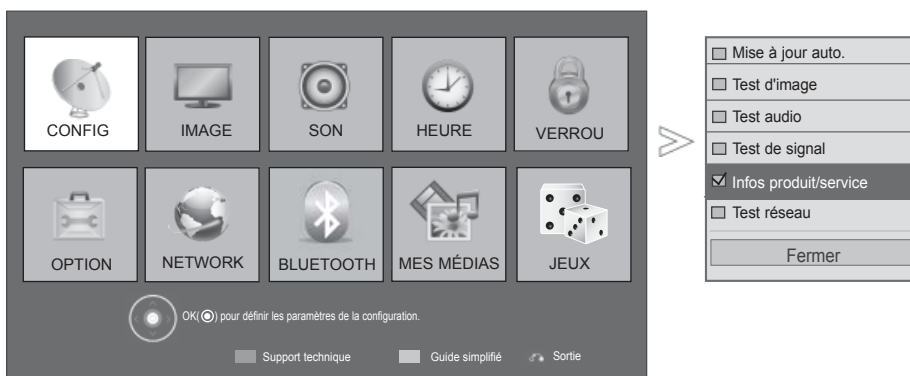 CONFIG
IMAGE
SON
HEURE
VERROU
OPTION
NETWORK
BLUETOOTH
MES MÉDIAS
JEUX
OK( ) pour définir les paramètres de la configuration.
Support technique
Guide simplifié
Sortie
Mise à jour auto.
Test d'image
Test audio
Test de signal
Infos produit/service
Test réseau
Fermer